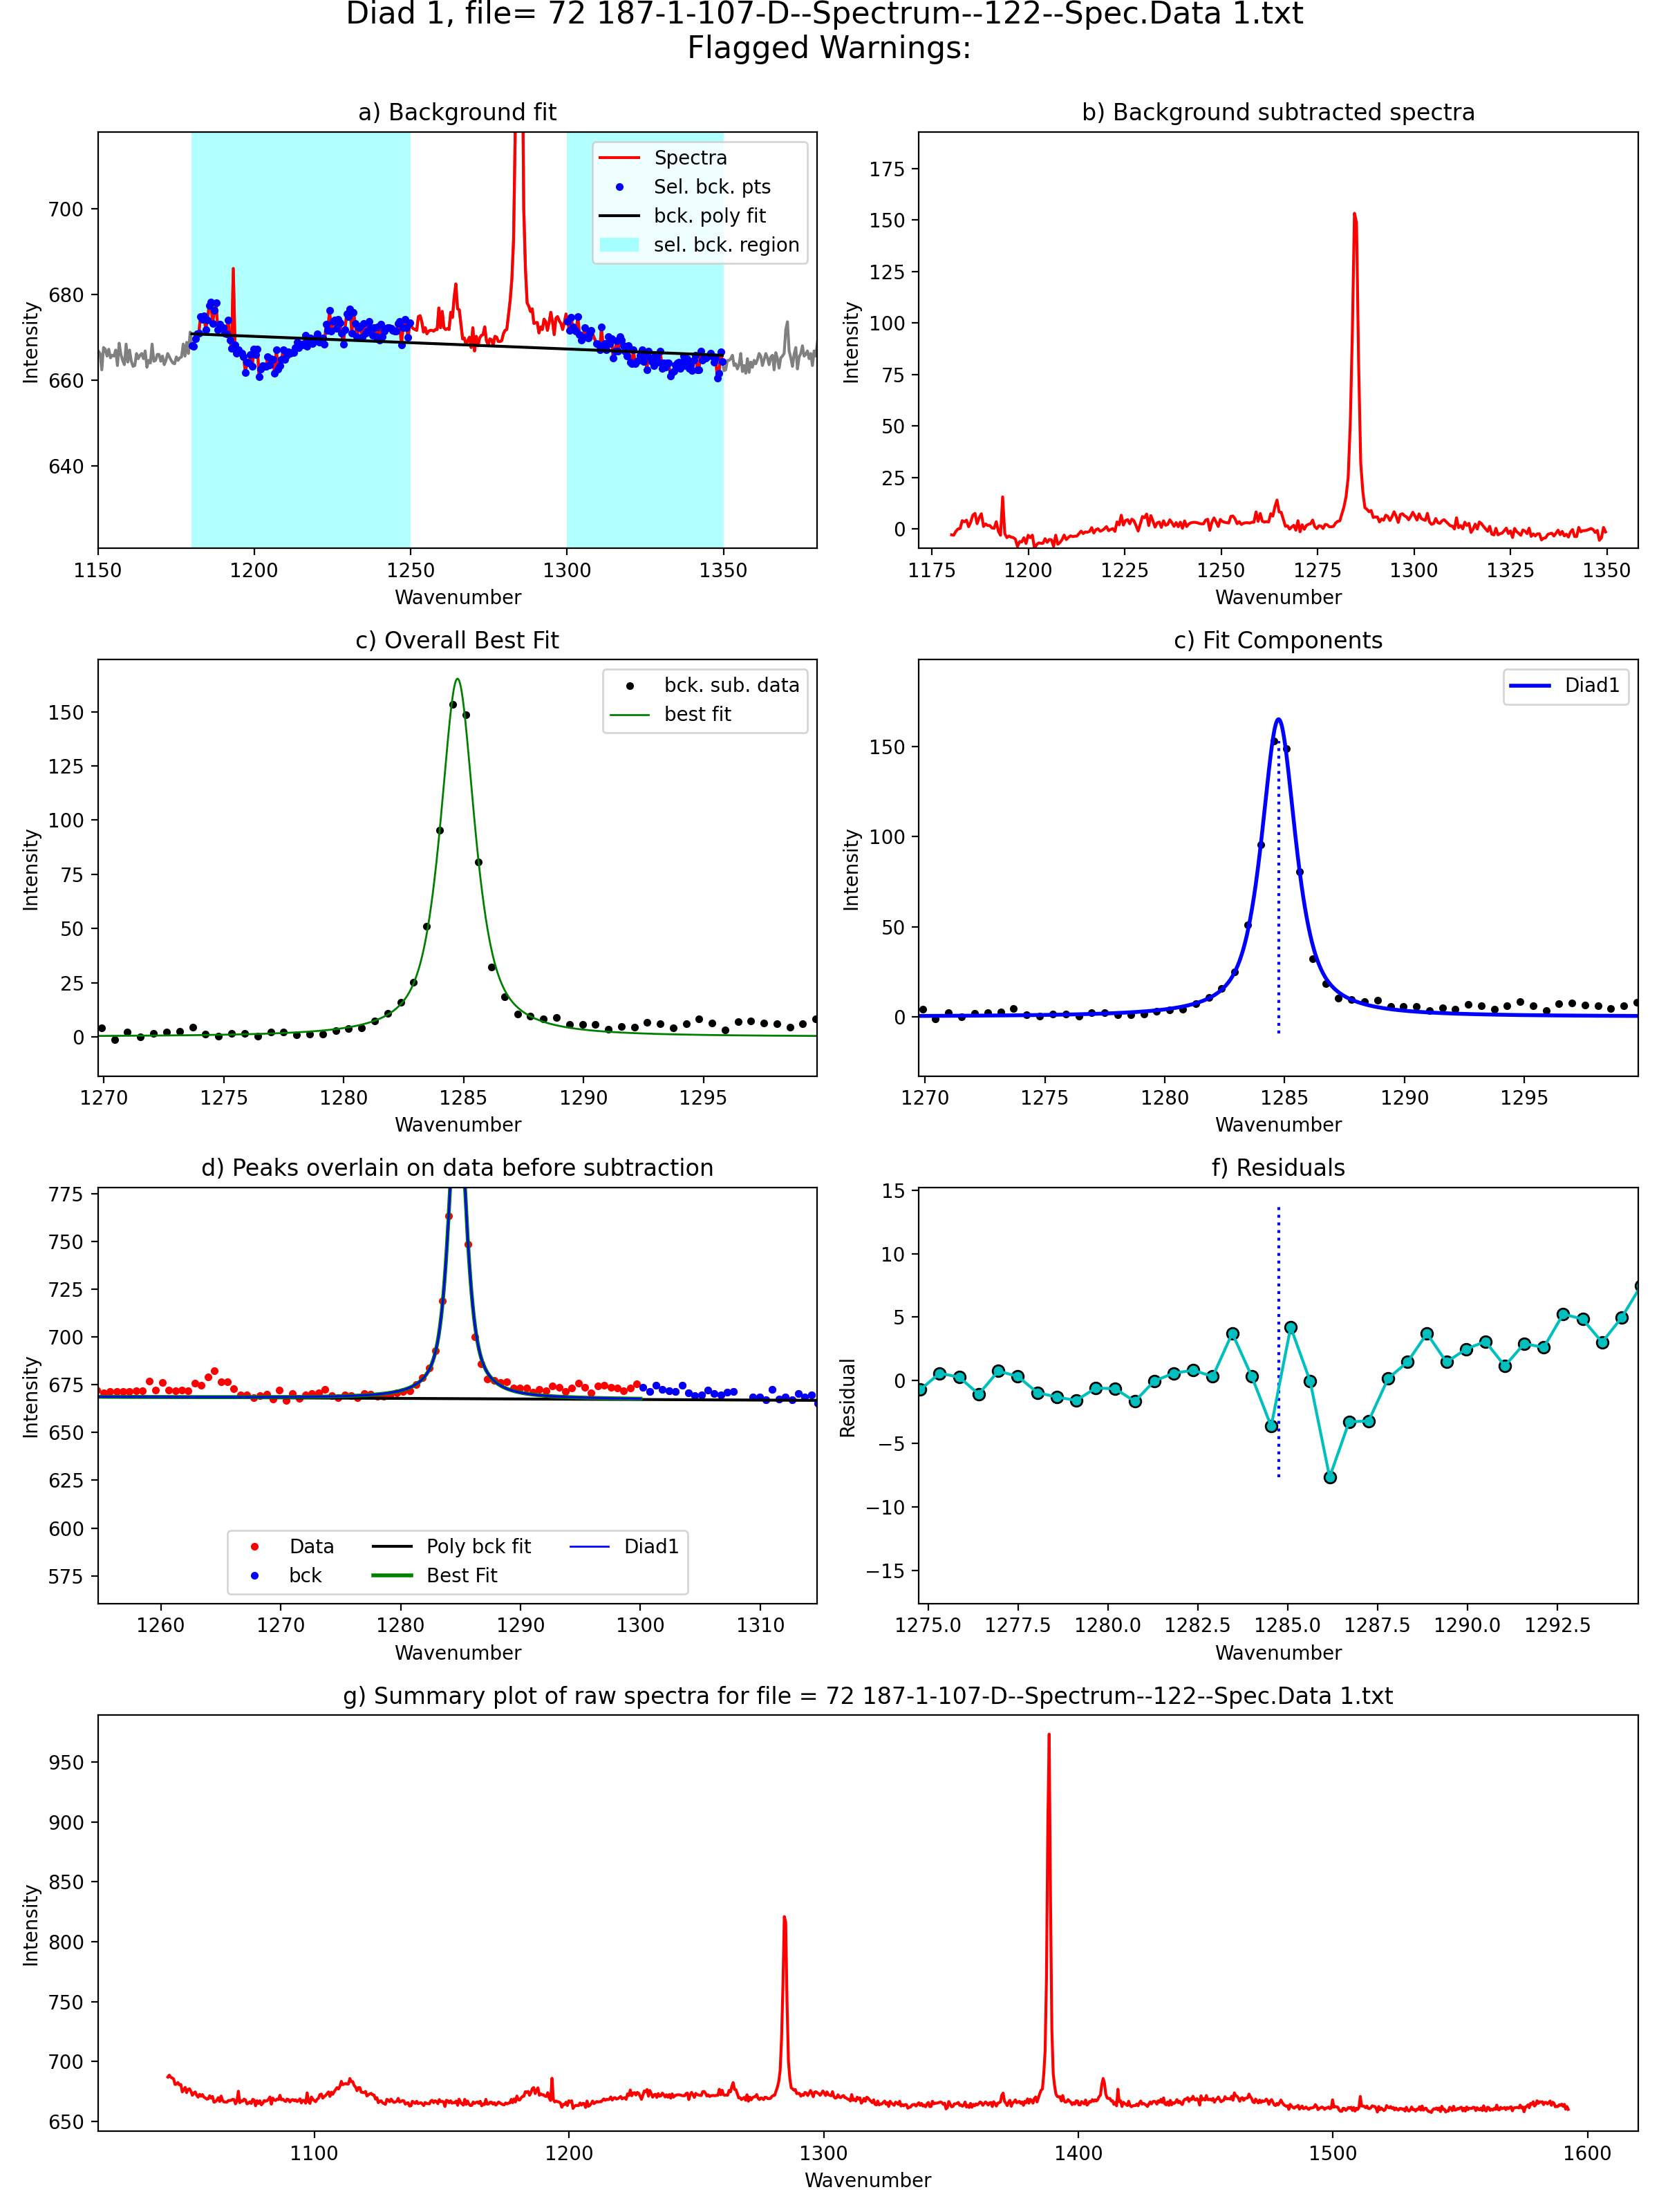 Diad 1, file= 72 187-1-107-D--Spectrum--122--Spec.Data 1.txt
Flagged Warnings:
a) Background fit
Intensity
700
680
660
640
Spectra
Sel. bck. pts
bck. poly fit
sel. bck. region
1150 1200 1250 1300 1350
Wavenumber
b) Background subtracted spectra
Intensity
175
150
125
100
75
50
25
0
1175 1200 1225 1250 1275 1300 1325 1350
Wavenumber
c) Overall Best Fit
Intensity
150
125
100
75
50
25
0
bck. sub. data
best fit
1270 1275 1280 1285 1290 1295
Wavenumber
c) Fit Components
Intensity
150
100
50
0
Diad1
1270 1275 1280 1285 1290 1295
Wavenumber
d) Peaks overlain on data before subtraction
Intensity
775
750
725
700
675
650
625
600
575
Data
bck
Poly bck fit
Best Fit
Diad1
1260 1270 1280 1290 1300 1310
Wavenumber
f) Residuals
Residual
15
10
5
0
−5
−10
−15
1275.0 1277.5 1280.0 1282.5 1285.0 1287.5 1290.0 1292.5
Wavenumber
g) Summary plot of raw spectra for file = 72 187-1-107-D--Spectrum--122--Spec.Data 1.txt
Intensity
950
900
850
800
750
700
650
1100 1200 1300 1400 1500 1600
Wavenumber